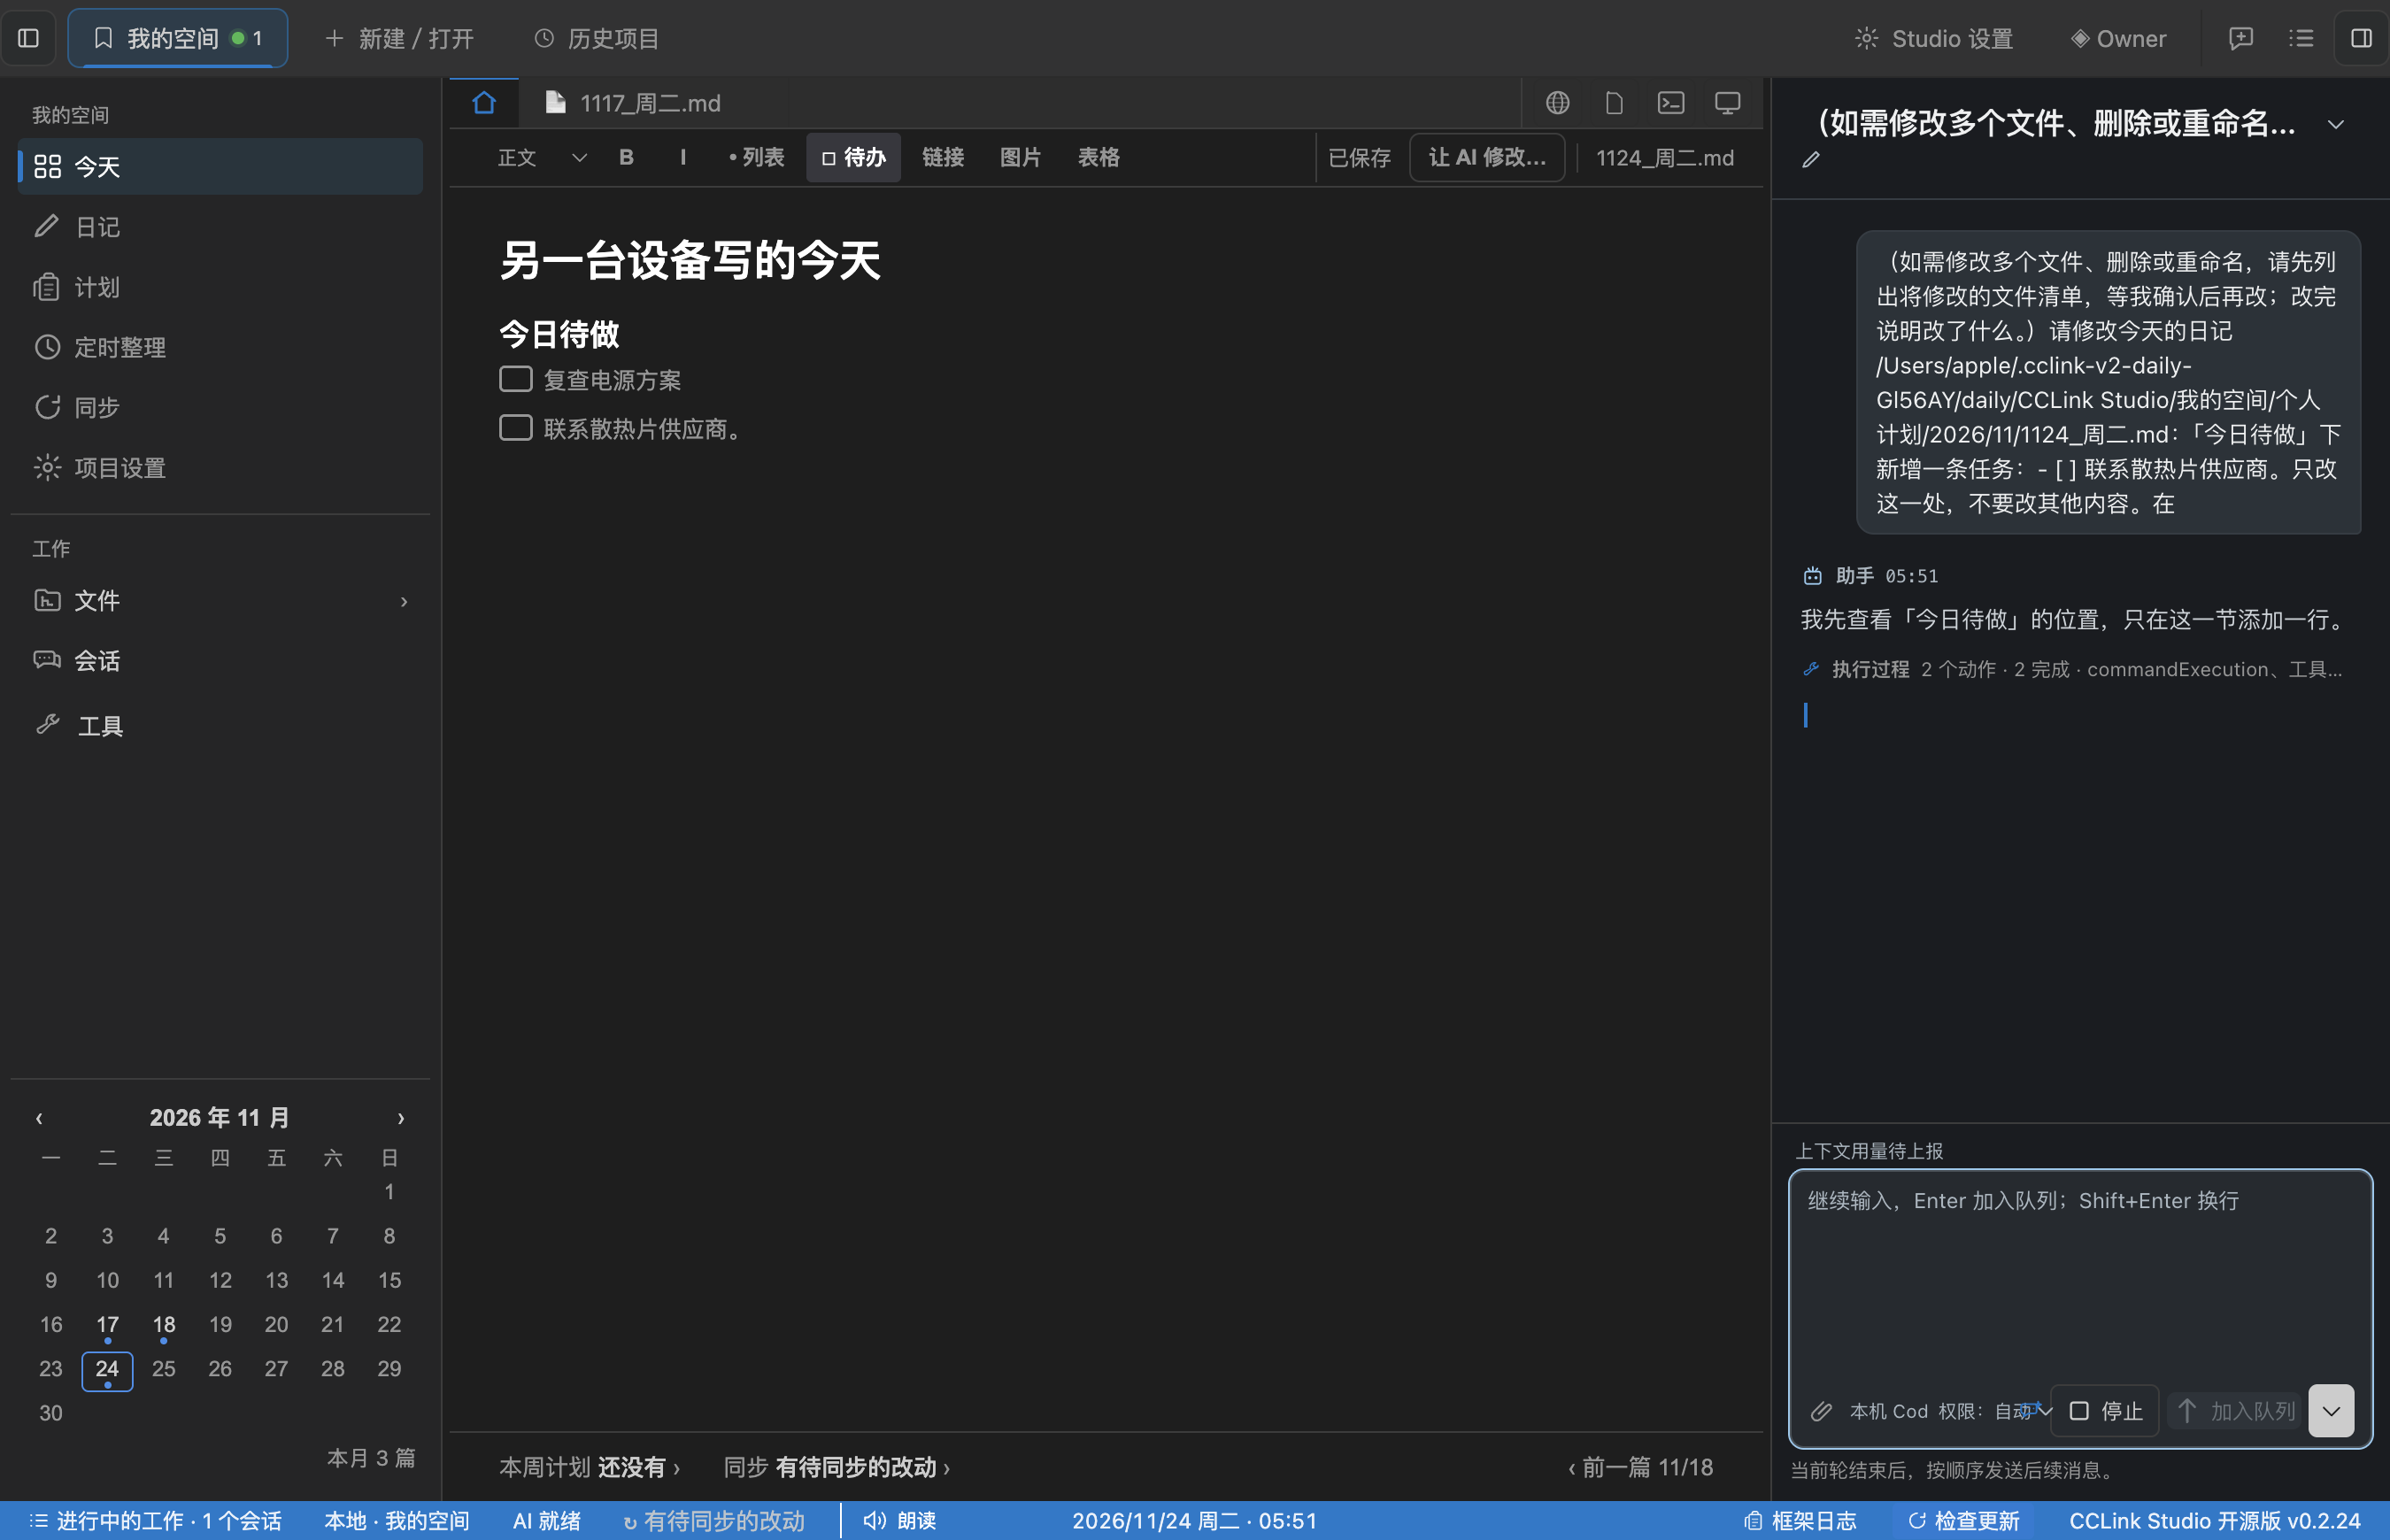 我的空间 1
新建 / 打开
历史项目
Studio 设置
Owner
我的空间
今天
日记
计划
定时整理
同步
项目设置
工作
文件
会话
工具
2026 年 11 月
一 二 三 四 五 六 日
1
2 3 4 5 6 7 8
9 10 11 12 13 14 15
16 17 18 19 20 21 22
23 24 25 26 27 28 29
30
本月 3 篇
1117_周二.md
正文 B I • 列表 待办 链接 图片 表格
已保存 让 AI 修改... 1124_周二.md
另一台设备写的今天
今日待做
复查电源方案
联系散热片供应商。
本周计划 还没有 ›
同步 有待同步的改动 ›
‹ 前一篇 11/18
（如需修改多个文件、删除或重命名...
（如需修改多个文件、删除或重命名，请先列
出将修改的文件清单，等我确认后再改；改完
说明改了什么。）请修改今天的日记
/Users/apple/.cclink-v2-daily-
Gl56AY/daily/CCLink Studio/我的空间/个人
计划/2026/11/1124_周二.md：「今日待做」下
新增一条任务：- [ ] 联系散热片供应商。只改
这一处，不要改其他内容。在
助手 05:51
我先查看「今日待做」的位置，只在这一节添加一行。
执行过程 2 个动作 · 2 完成 · commandExecution、工具...
上下文用量待上报
继续输入，Enter 加入队列；Shift+Enter 换行
本机 Cod 权限：自动 停止 加入队列
当前轮结束后，按顺序发送后续消息。
进行中的工作 · 1 个会话
本地 · 我的空间
AI 就绪
有待同步的改动
朗读
2026/11/24 周二 · 05:51
框架日志
检查更新
CCLink Studio 开源版 v0.2.24